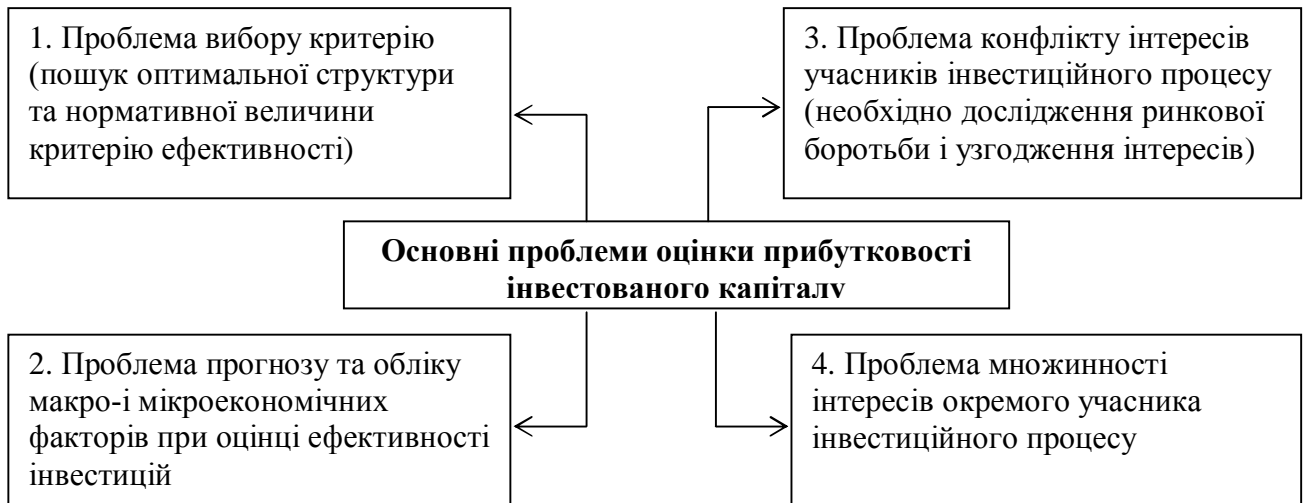 1. Проблема вибору критерію
(пошук оптимальної структури
та нормативної величини
критерію ефективності)
3. Проблема конфлікту інтересів
учасників інвестиційного процесу
(необхідно дослідження ринкової
боротьби і узгодження інтересів)
Основні проблеми оцінки прибутковості
інвестованого капіталу
2. Проблема прогнозу та обліку
макро-і мікроекономічних
факторів при оцінці ефективності
інвестицій
4. Проблема множинності
інтересів окремого учасника
інвестиційного процесу